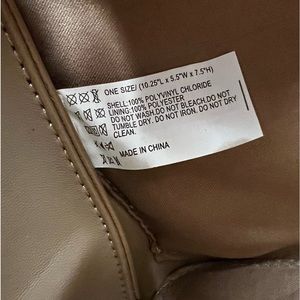 ONE SIZE/ (10.25"L x 5.5"W x 7.5"H)
SHELL:100% POLYVINYL CHLORIDE
LINING:100% POLYESTER
DO NOT WASH.DO NOT BLEACH.DO NOT
TUMBLE DRY. DO NOT IRON. DO NOT DRY
CLEAN.
MADE IN CHINA